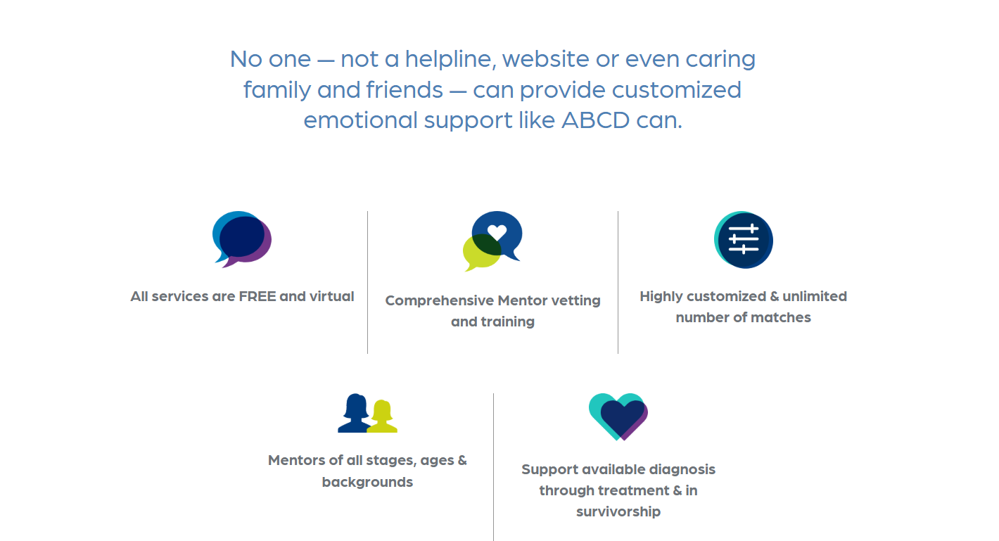 No one — not a helpline, website or even caring
family and friends — can provide customized
emotional support like ABCD can.
All services are FREE and virtual
Comprehensive Mentor vetting
and training
Highly customized & unlimited
number of matches
Mentors of all stages, ages &
backgrounds
Support available diagnosis
through treatment & in
survivorship